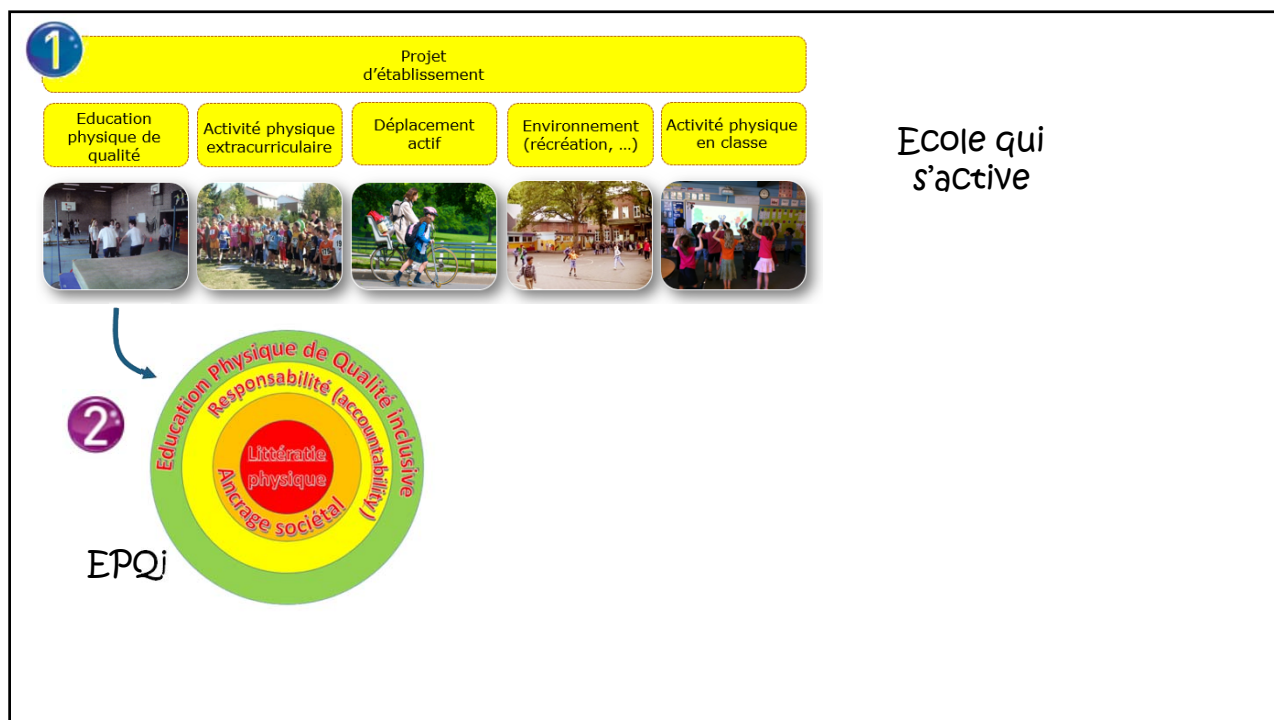 1
Projet
d’établissement
Education
physique de
qualité
Activité physique
extracurriculaire
Déplacement
actif
Environnement
(récréation, ...)
Activité physique
en classe
Ecole qui
s’active
2
Education Physique de Qualité inclusive
Responsabilité (accountability)
Littératie
physique
Ancrage sociétal
EPQi